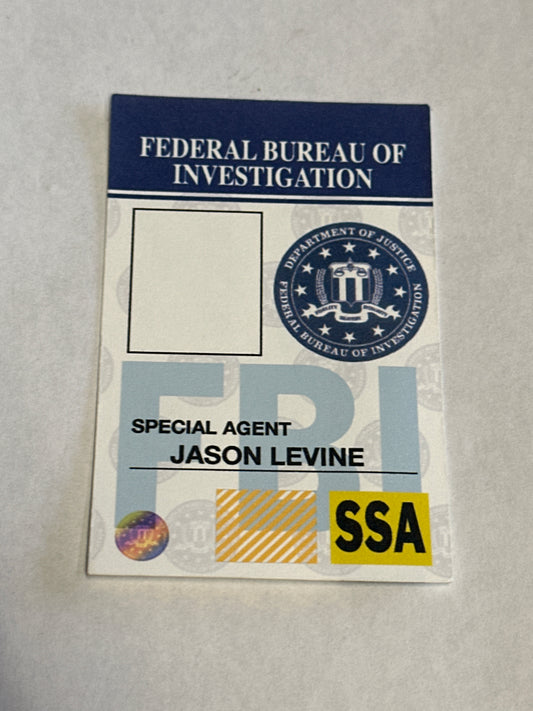 FEDERAL BUREAU OF
INVESTIGATION
DEPARTMENT OF JUSTICE
FEDERAL BUREAU OF INVESTIGATION
FBI
SPECIAL AGENT
JASON LEVINE
SSA